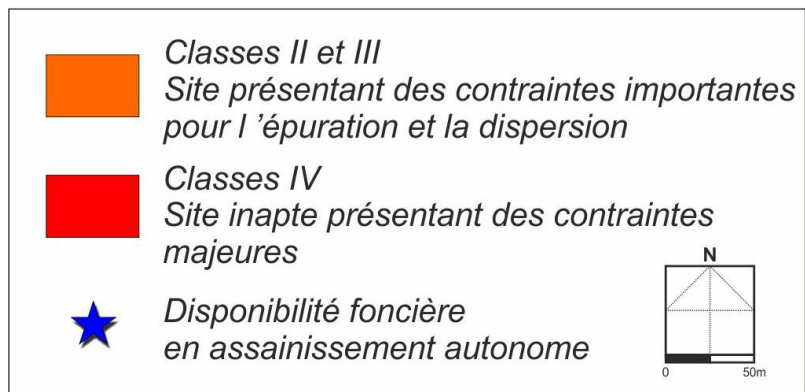 Classes II et III
Site présentant des contraintes importantes
pour l ’épuration et la dispersion
Classes IV
Site inapte présentant des contraintes
majeures
Disponibilité foncière
en assainissement autonome
N
0 50m